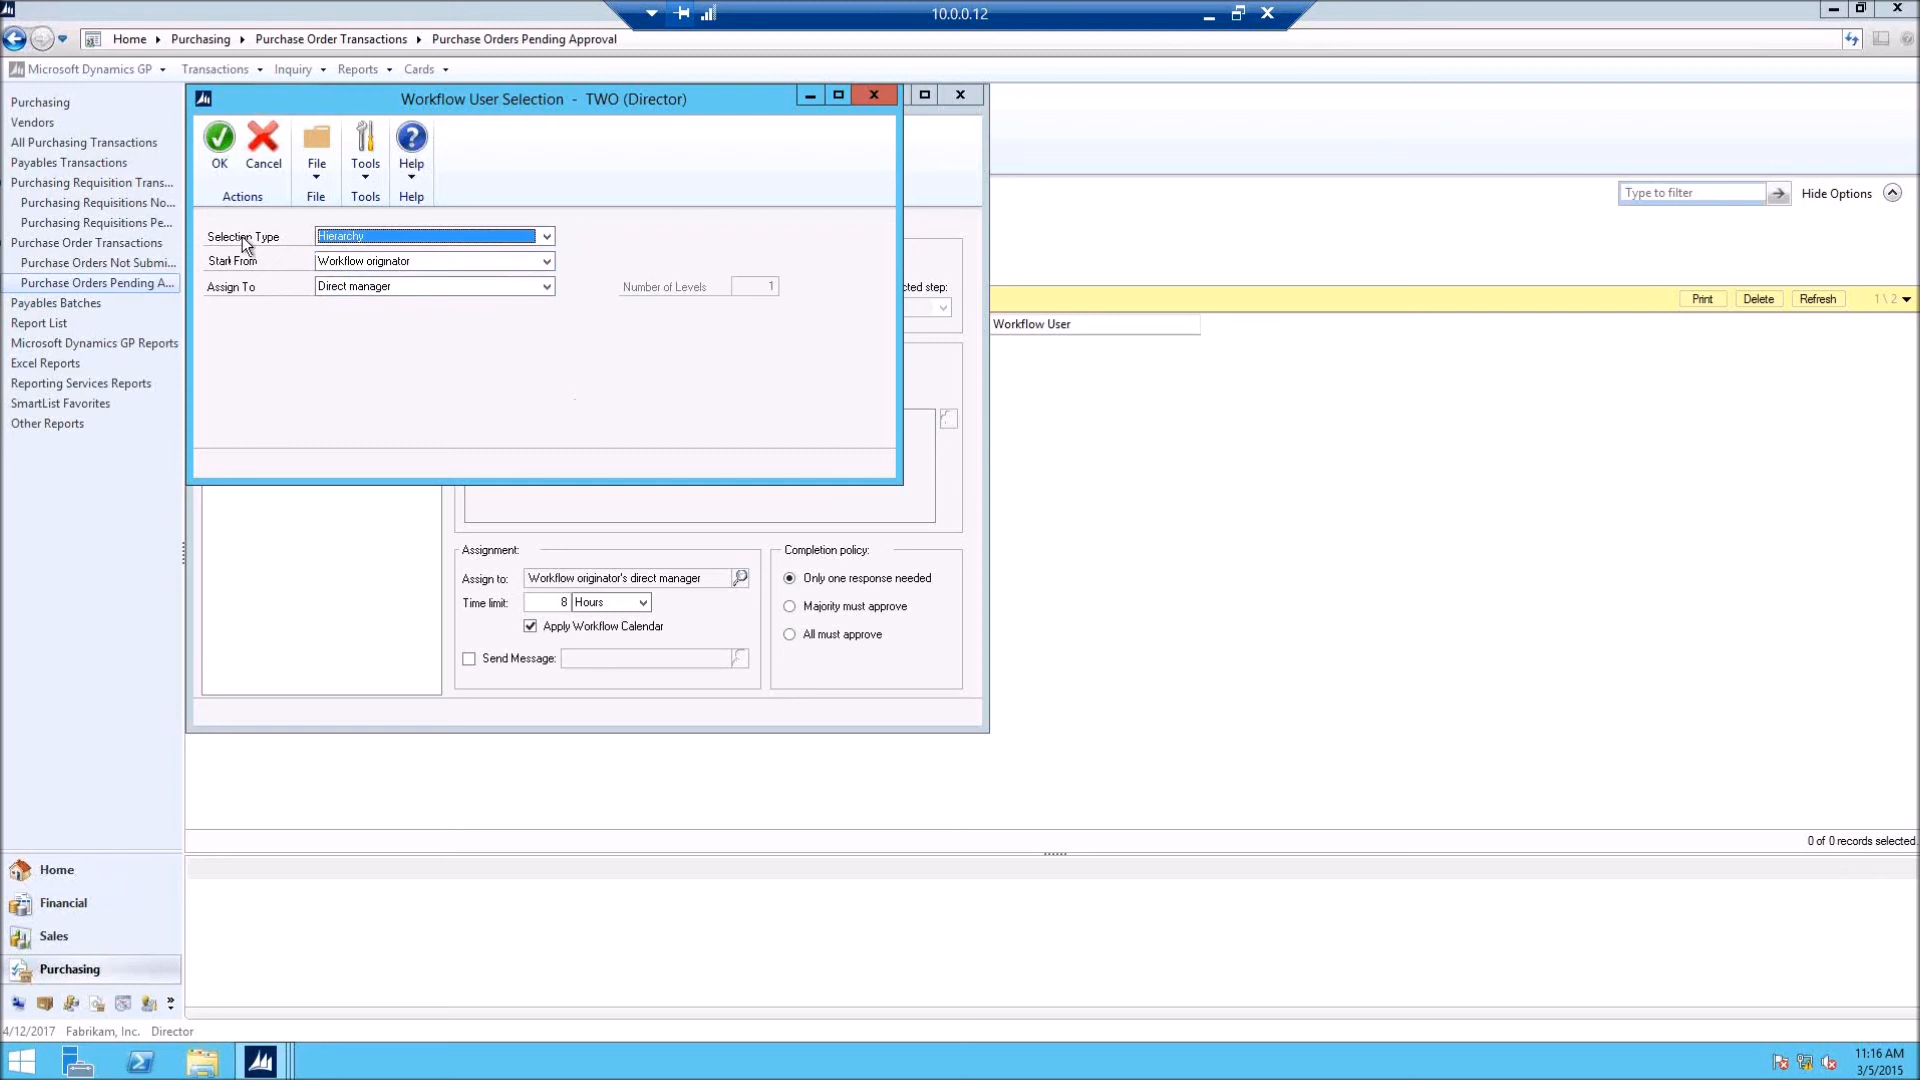 10.0.0.12
Home Purchasing Purchase Order Transactions Purchase Orders Pending Approval
Microsoft Dynamics GP Transactions Inquiry Reports Cards
Purchasing
Vendors
All Purchasing Transactions
Payables Transactions
Purchasing Requisition Trans...
Purchasing Requisitions No...
Purchasing Requisitions Pe...
Purchase Order Transactions
Purchase Orders Not Submi...
Purchase Orders Pending A...
Payables Batches
Report List
Microsoft Dynamics GP Reports
Excel Reports
Reporting Services Reports
SmartList Favorites
Other Reports
Workflow User Selection - TWO (Director)
OK Cancel File Tools Help
Actions File Tools Help
Selection Type Hierarchy
Start From Workflow originator
Assign To Direct manager Number of Levels 1
Type to filter Hide Options
cted step:
Print Delete Refresh 1 \ 2
Workflow User
Assignment:
Assign to: Workflow originator's direct manager
Time limit: 8 Hours
Apply Workflow Calendar
Send Message:
Completion policy:
Only one response needed
Majority must approve
All must approve
0 of 0 records selected.
Home
Financial
Sales
Purchasing
4/12/2017 Fabrikam, Inc. Director
11:16 AM
3/5/2015